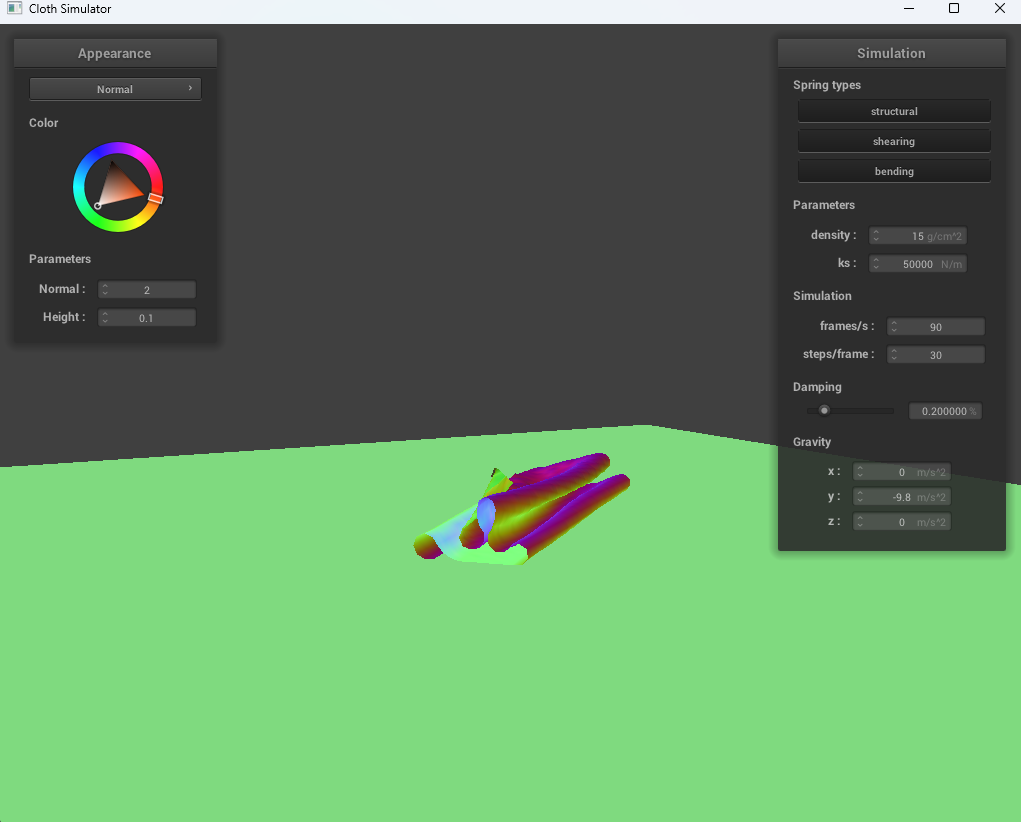 Cloth Simulator
Appearance
Normal
Color
Parameters
Normal : 2
Height : 0.1
Simulation
Spring types
structural
shearing
bending
Parameters
density : 15 g/cm^2
ks : 50000 N/m
Simulation
frames/s : 90
steps/frame : 30
Damping
0.200000 %
Gravity
x : 0 m/s^2
y : -9.8 m/s^2
z : 0 m/s^2